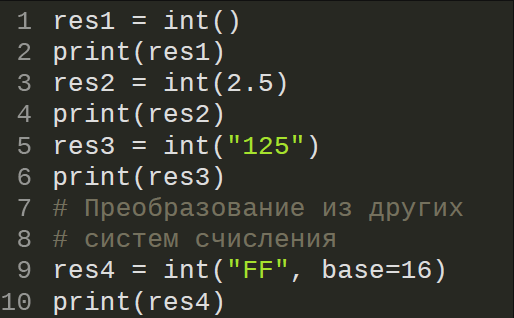 1 res1 = int()
2 print(res1)
3 res2 = int(2.5)
4 print(res2)
5 res3 = int("125")
6 print(res3)
7 # Преобразование из других
8 # систем счисления
9 res4 = int("FF", base=16)
10 print(res4)